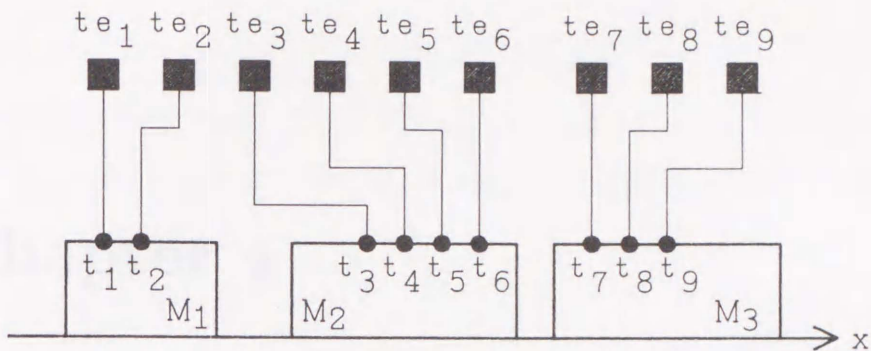 te₁ te₂ te₃ te₄ te₅ te₆ te₇ te₈ te₉
t₁ t₂ t₃ t₄ t₅ t₆ t₇ t₈ t₉
M₁ M₂ M₃
x